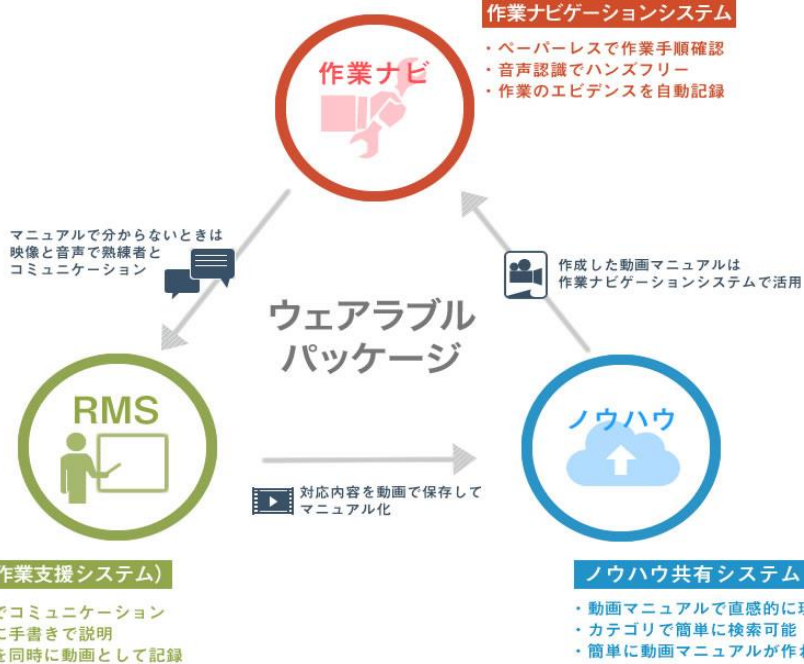 作業ナビゲーションシステム
・ペーパーレスで作業手順確認
・音声認識でハンズフリー
・作業のエビデンスを自動記録
作業ナビ
マニュアルで分からないときは
映像と音声で熟練者と
コミュニケーション
作成した動画マニュアルは
作業ナビゲーションシステムで活用
ウェアラブル
パッケージ
RMS
ノウハウ
対応内容を動画で保存して
マニュアル化
作業支援システム)
でコミュニケーション
に手書きで説明
を同時に動画として記録
ノウハウ共有システム
・動画マニュアルで直感的に
・カテゴリで簡単に検索可能
・簡単に動画マニュアルが作